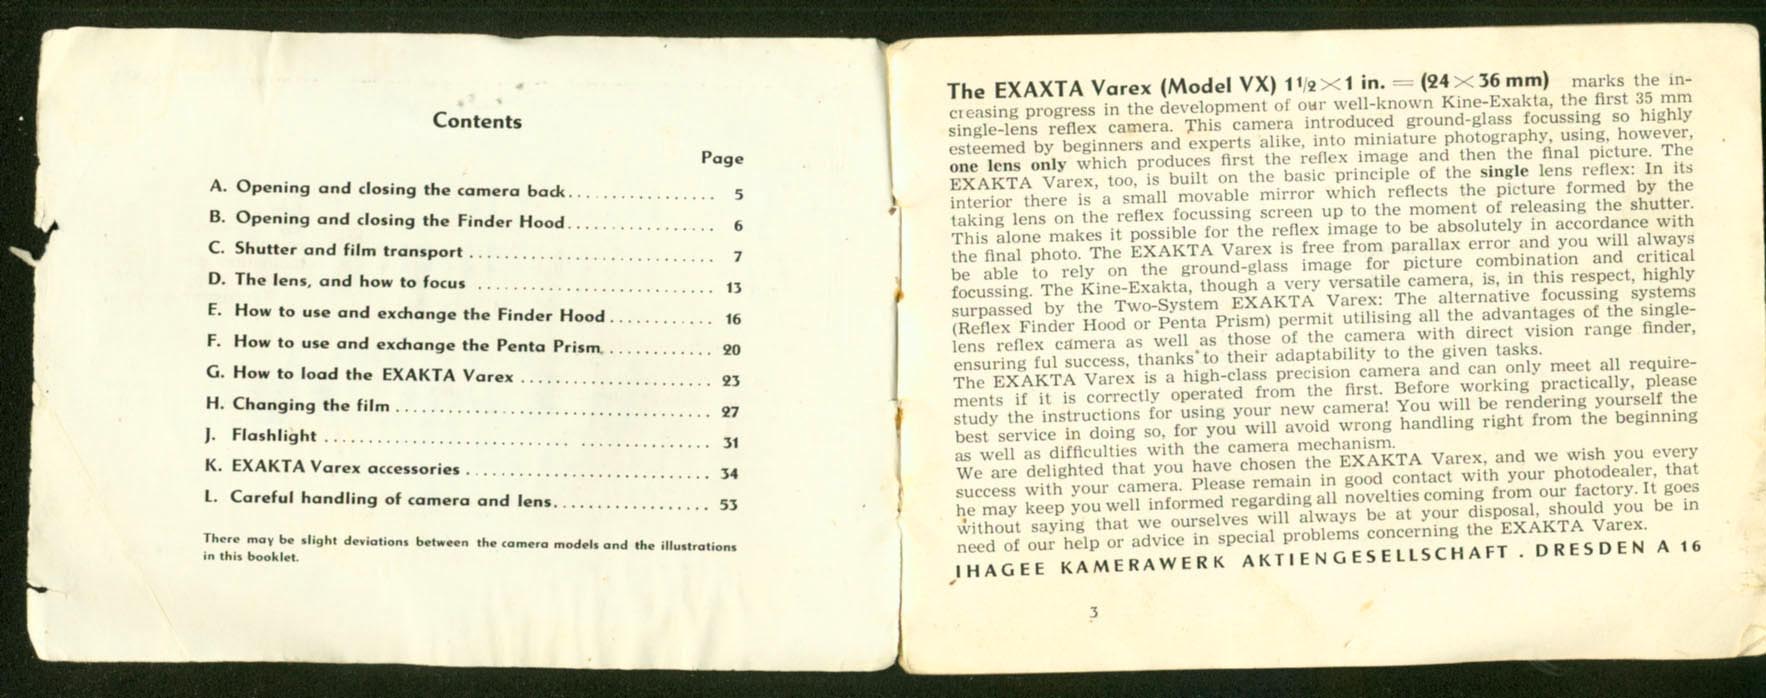 Contents
Page
A. Opening and closing the camera back.................. 5
B. Opening and closing the Finder Hood.................. 6
C. Shutter and film transport ............................ 7
D. The lens, and how to focus ........................... 13
E. How to use and exchange the Finder Hood ............ 16
F. How to use and exchange the Penta Prism............. 20
G. How to load the EXAKTA Varex ...................... 23
H. Changing the film .................................... 27
J. Flashlight ............................................ 31
K. EXAKTA Varex accessories ............................ 34
L. Careful handling of camera and lens.................. 53
There may be slight deviations between the camera models and the illustrations
in this booklet.
The EXAXTA Varex (Model VX) 1 1/2 × 1 in. = (24 × 36 mm) marks the in-
creasing progress in the development of our well-known Kine-Exakta, the first 35 mm
single-lens reflex camera. This camera introduced ground-glass focussing so highly
esteemed by beginners and experts alike, into miniature photography, using, however,
one lens only which produces first the reflex image and then the final picture. The
EXAKTA Varex, too, is built on the basic principle of the single lens reflex: In its
interior there is a small movable mirror which reflects the picture formed by the
taking lens on the reflex focussing screen up to the moment of releasing the shutter.
This alone makes it possible for the reflex image to be absolutely in accordance with
the final photo. The EXAKTA Varex is free from parallax error and you will always
be able to rely on the ground-glass image for picture combination and critical
focussing. The Kine-Exakta, though a very versatile camera, is, in this respect, highly
surpassed by the Two-System EXAKTA Varex: The alternative focussing systems
(Reflex Finder Hood or Penta Prism) permit utilising all the advantages of the single-
lens reflex camera as well as those of the camera with direct vision range finder,
ensuring ful success, thanks to their adaptability to the given tasks.
The EXAKTA Varex is a high-class precision camera and can only meet all require-
ments if it is correctly operated from the first. Before working practically, please
study the instructions for using your new camera! You will be rendering yourself the
best service in doing so, for you will avoid wrong handling right from the beginning
as well as difficulties with the camera mechanism.
We are delighted that you have chosen the EXAKTA Varex, and we wish you every
success with your camera. Please remain in good contact with your photodealer, that
he may keep you well informed regarding all novelties coming from our factory. It goes
without saying that we ourselves will always be at your disposal, should you be in
need of our help or advice in special problems concerning the EXAKTA Varex.
IHAGEE KAMERAWERK AKTIENGESELLSCHAFT . DRESDEN A 16
3